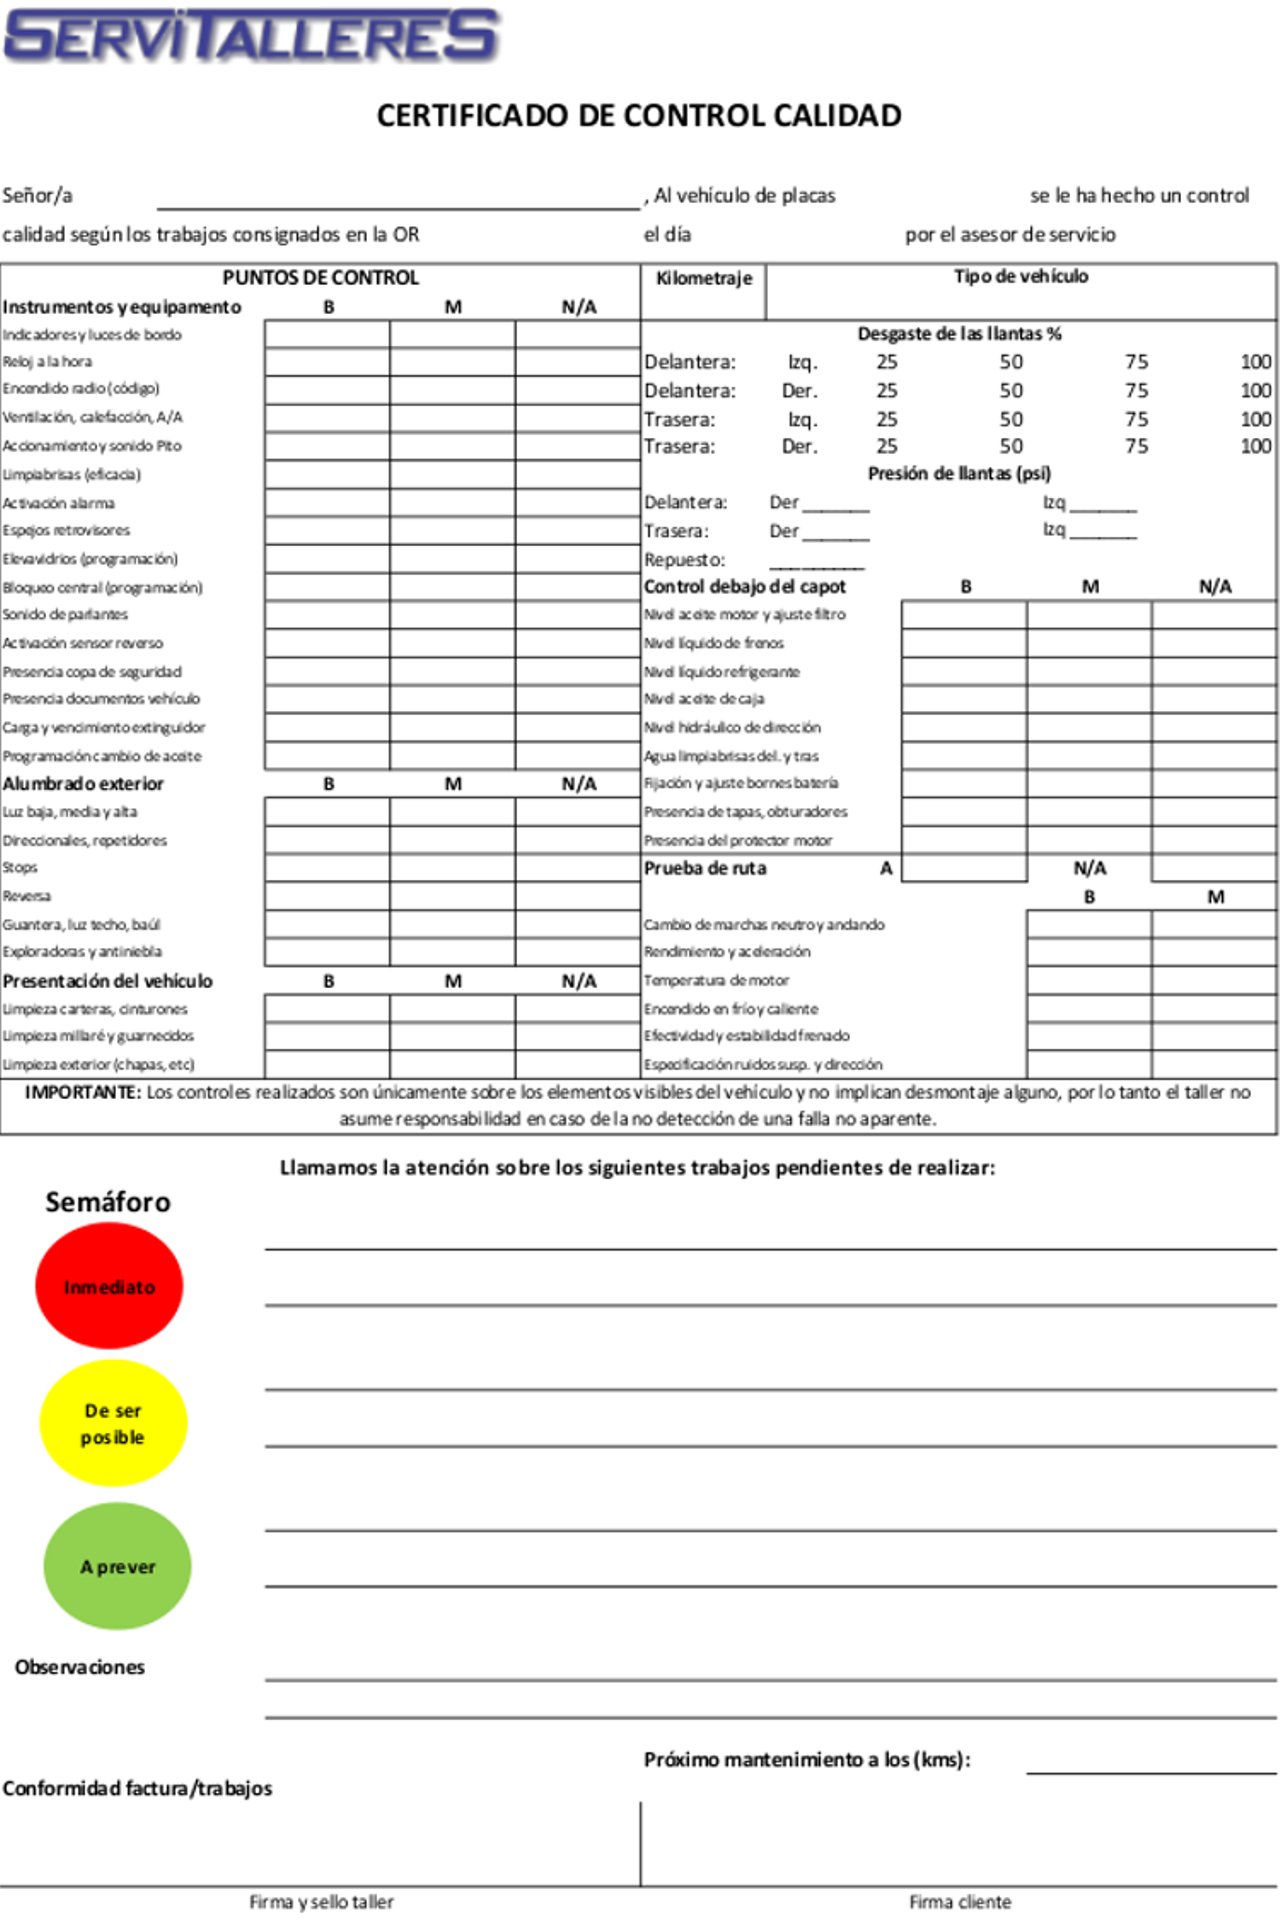 SERVITALLERES
CERTIFICADO DE CONTROL CALIDAD
Señor/a ____ , Al vehículo de placas se le ha hecho un control
calidad según los trabajos consignados en la OR el día por el asesor de servicio
PUNTOS DE CONTROL
Instrumentos y equipamento B M N/A
Indicadores y luces de bordo
Reloj a la hora
Encendido radio (código)
Ventilación, calefacción, A/A
Accionamiento y sonido Pito
Limpiabrisas (eficacia)
Activación alarma
Espejos retrovisores
Elevavidrios (programación)
Bloqueo central (programación)
Sonido de parlantes
Activación sensor reverso
Presencia copa de seguridad
Presencia documentos vehículo
Carga y vencimiento extinguidor
Programación cambio de aceite
Alumbrado exterior B M N/A
Luz baja, media y alta
Direccionales, repetidores
Stops
Reversa
Guantera, luz techo, baúl
Exploradoras y antiniebla
Presentación del vehículo B M N/A
Limpieza carteras, cinturones
Limpieza millaré y guarnecidos
Limpieza exterior (chapas, etc)
Kilometraje Tipo de vehículo
Desgaste de las llantas %
Delantera: Izq. 25 50 75 100
Delantera: Der. 25 50 75 100
Trasera: Izq. 25 50 75 100
Trasera: Der. 25 50 75 100
Presión de llantas (psi)
Delantera: Der ______ Izq ______
Trasera: Der ______ Izq ______
Repuesto: _________
Control debajo del capot B M N/A
Nivel aceite motor y ajuste filtro
Nivel líquido de frenos
Nivel líquido refrigerante
Nivel aceite de caja
Nivel hidráulico de dirección
Agua limpiabrisas del. y tras
Fijación y ajuste bornes batería
Presencia de tapas, obturadores
Presencia del protector motor
Prueba de ruta A N/A
B M
Cambio de marchas neutro y andando
Rendimiento y aceleración
Temperatura de motor
Encendido en frío y caliente
Efectividad y estabilidad frenado
Especificación ruidos susp. y dirección
IMPORTANTE: Los controles realizados son únicamente sobre los elementos visibles del vehículo y no implican desmontaje alguno, por lo tanto el taller no
asume responsabilidad en caso de la no detección de una falla no aparente.
Llamamos la atención sobre los siguientes trabajos pendientes de realizar:
Semáforo
Inmediato
De ser
posible
A prever
Observaciones
Próximo mantenimiento a los (kms):
Conformidad factura/trabajos
Firma y sello taller Firma cliente